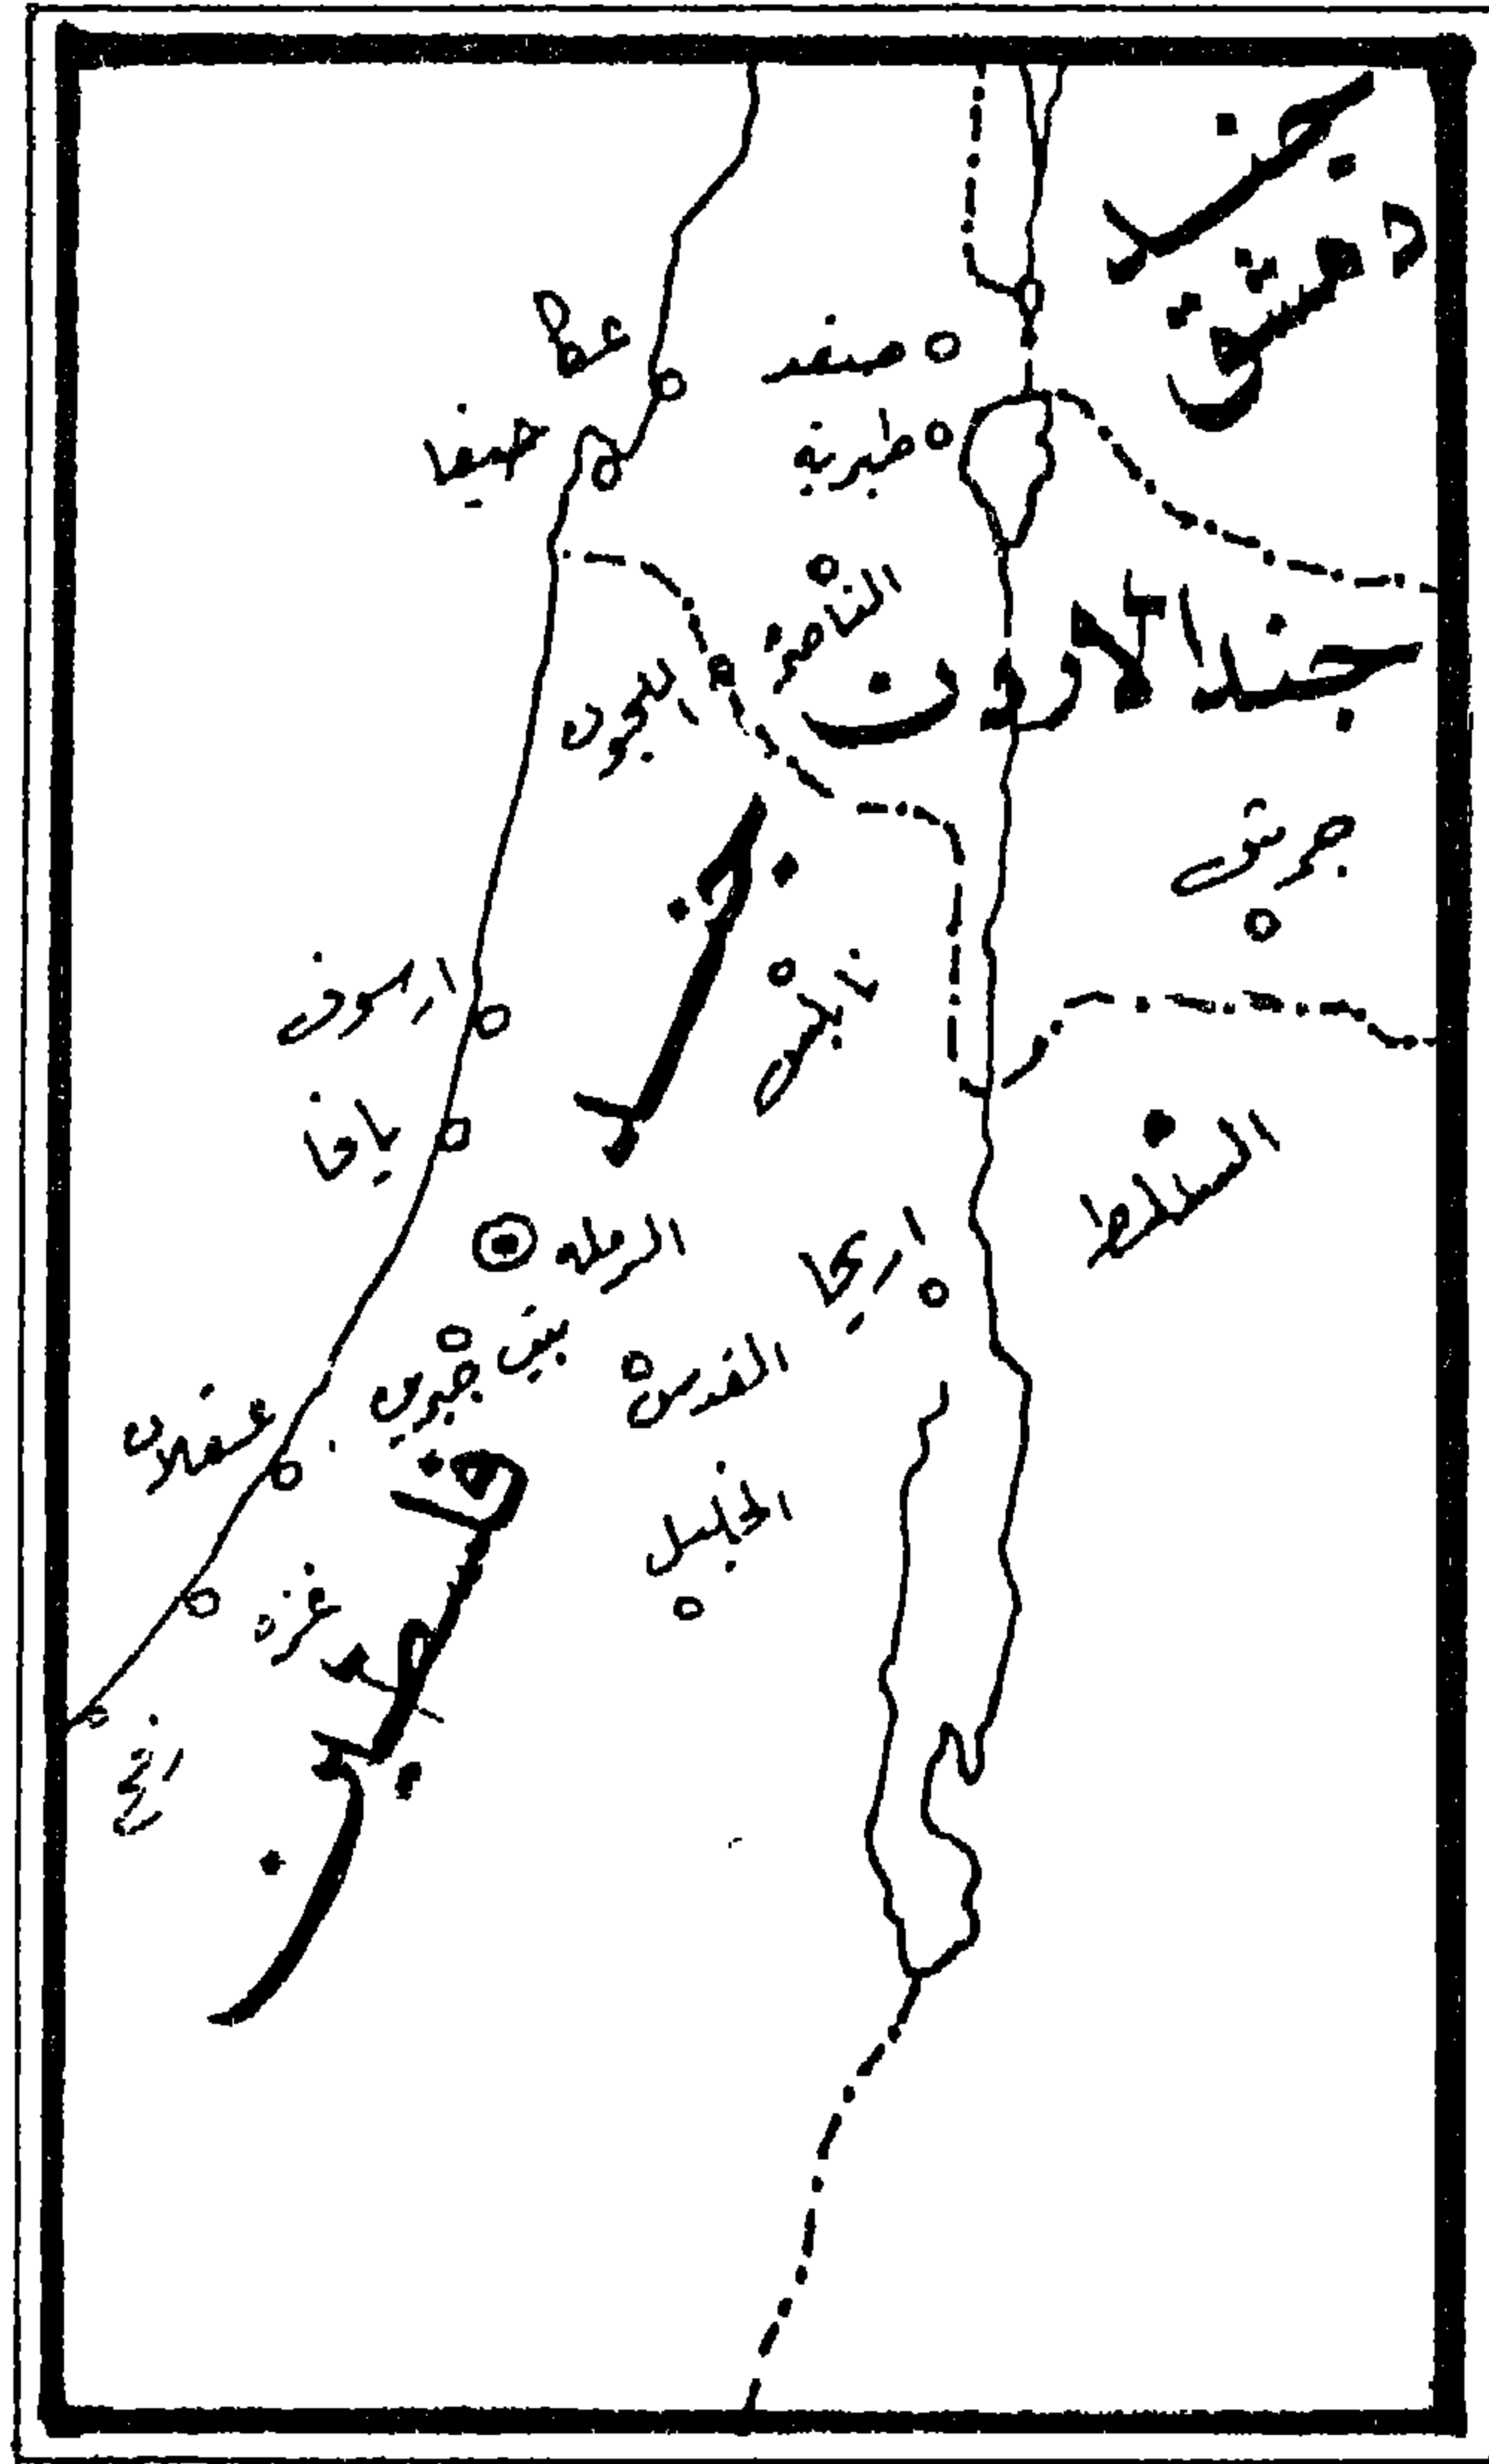 جند
دمشق
عكا
صفد
حيفا
طبرية
الناصرة
جند الاردن
اللجون
جرش
جند
نابلس
ارسوف
يافا
السلط
الرملة
أريحا
بيت جبرين
القدس
عسقلان
فلسطين
الخليل
غزة
رفح